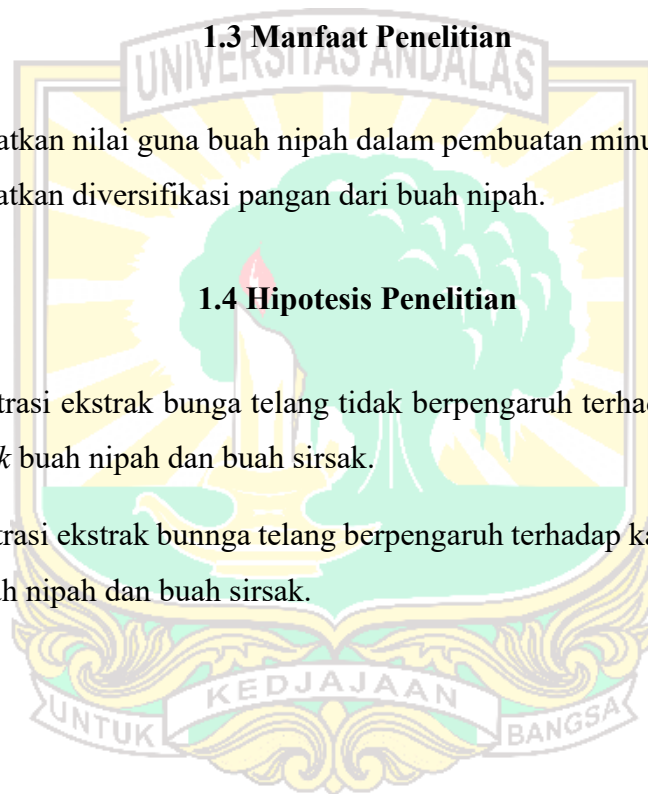 1.3 Manfaat Penelitian
UNIVERSITAS ANDALAS
atkan nilai guna buah nipah dalam pembuatan minu
atkan diversifikasi pangan dari buah nipah.
1.4 Hipotesis Penelitian
trasi ekstrak bunga telang tidak berpengaruh terhad
k buah nipah dan buah sirsak.
trasi ekstrak bunnga telang berpengaruh terhadap ka
h nipah dan buah sirsak.
UNTUK KEDJAJAAN BANGSA